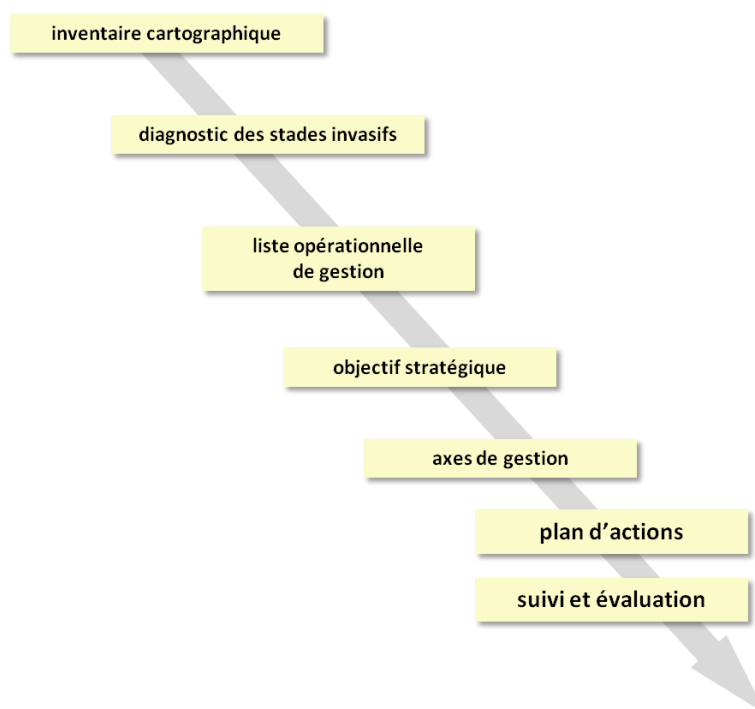 inventaire cartographique
diagnostic des stades invasifs
liste opérationnelle
de gestion
objectif stratégique
axes de gestion
plan d’actions
suivi et évaluation